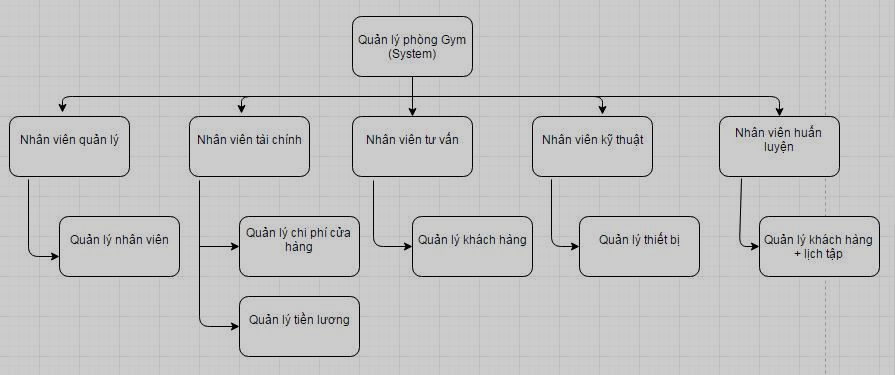 Quản lý phòng Gym
(System)
Nhân viên quản lý
Nhân viên tài chính
Nhân viên tư vấn
Nhân viên kỹ thuật
Nhân viên huấn
luyện
Quản lý nhân viên
Quản lý chi phí cửa
hàng
Quản lý khách hàng
Quản lý thiết bị
Quản lý khách hàng
+ lịch tập
Quản lý tiền lương